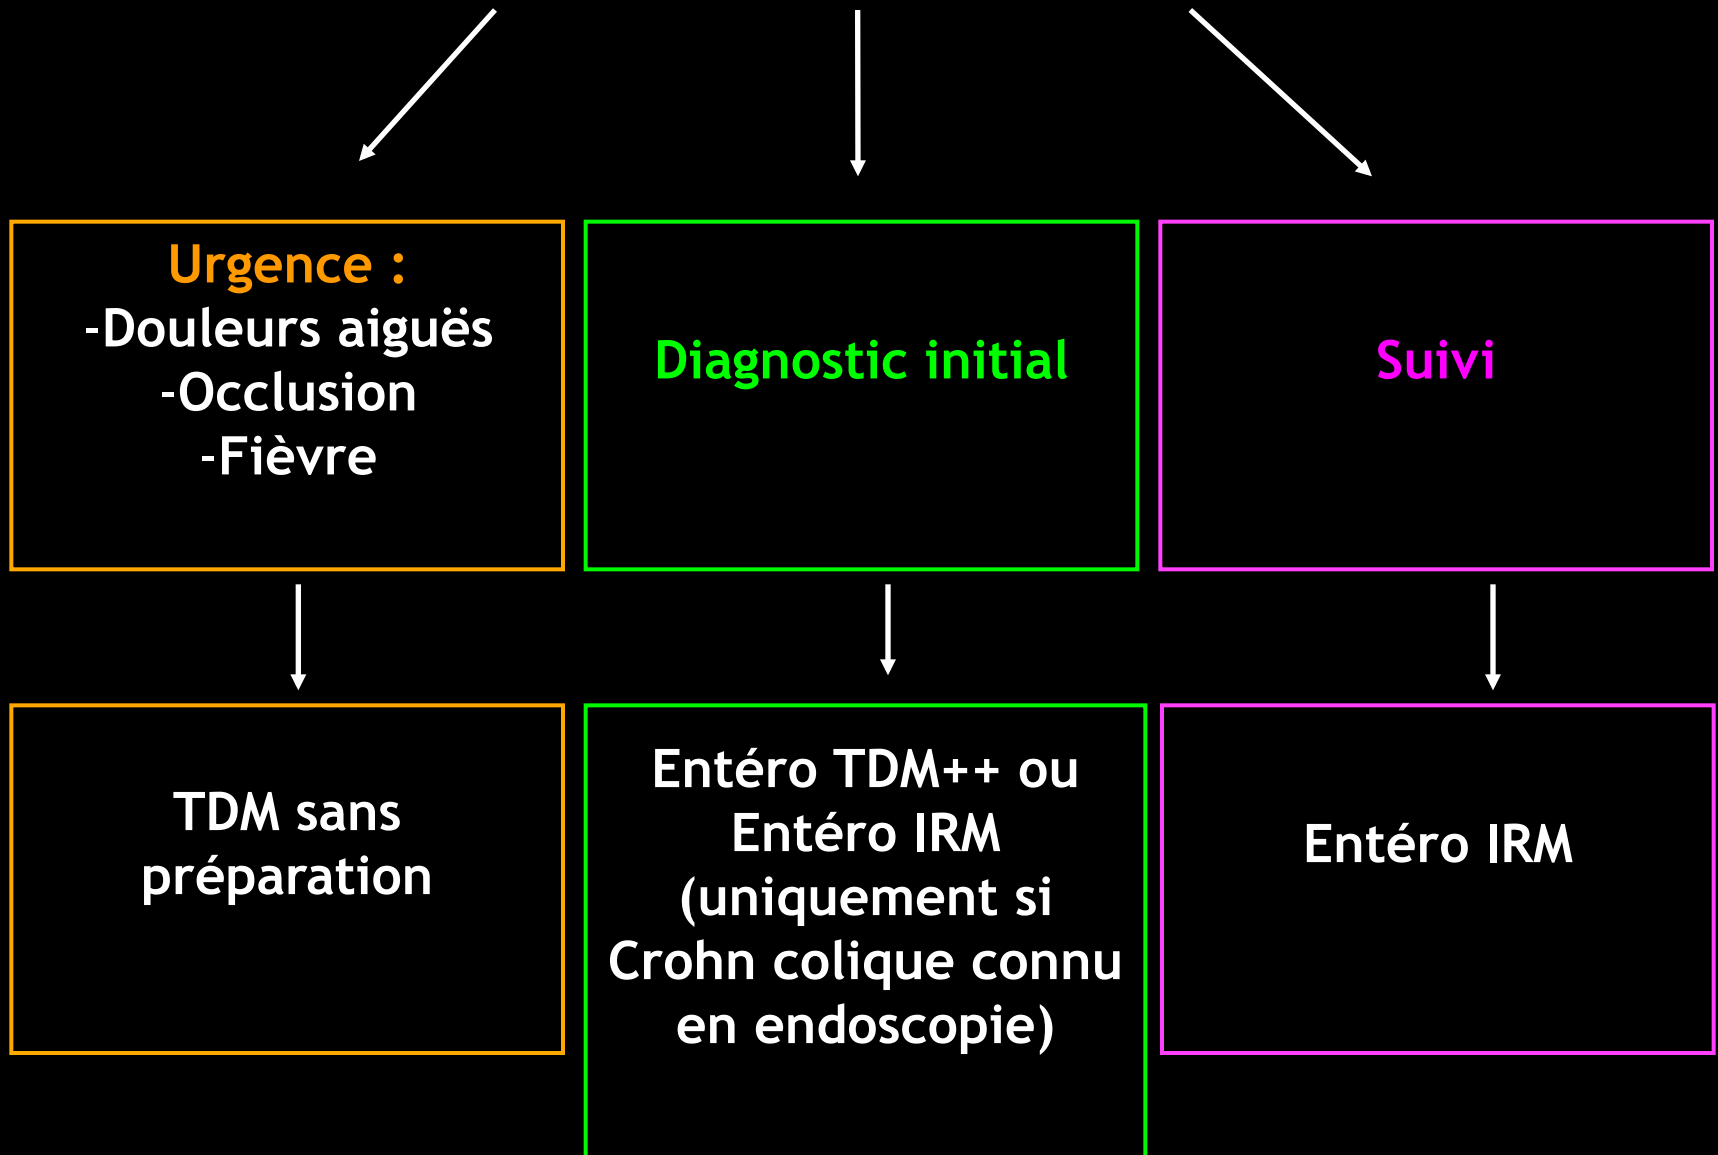 Urgence :
-Douleurs aiguës
-Occlusion
-Fièvre
Diagnostic initial
Suivi
TDM sans
préparation
Entéro TDM++ ou
Entéro IRM
(uniquement si
Crohn colique connu
en endoscopie)
Entéro IRM